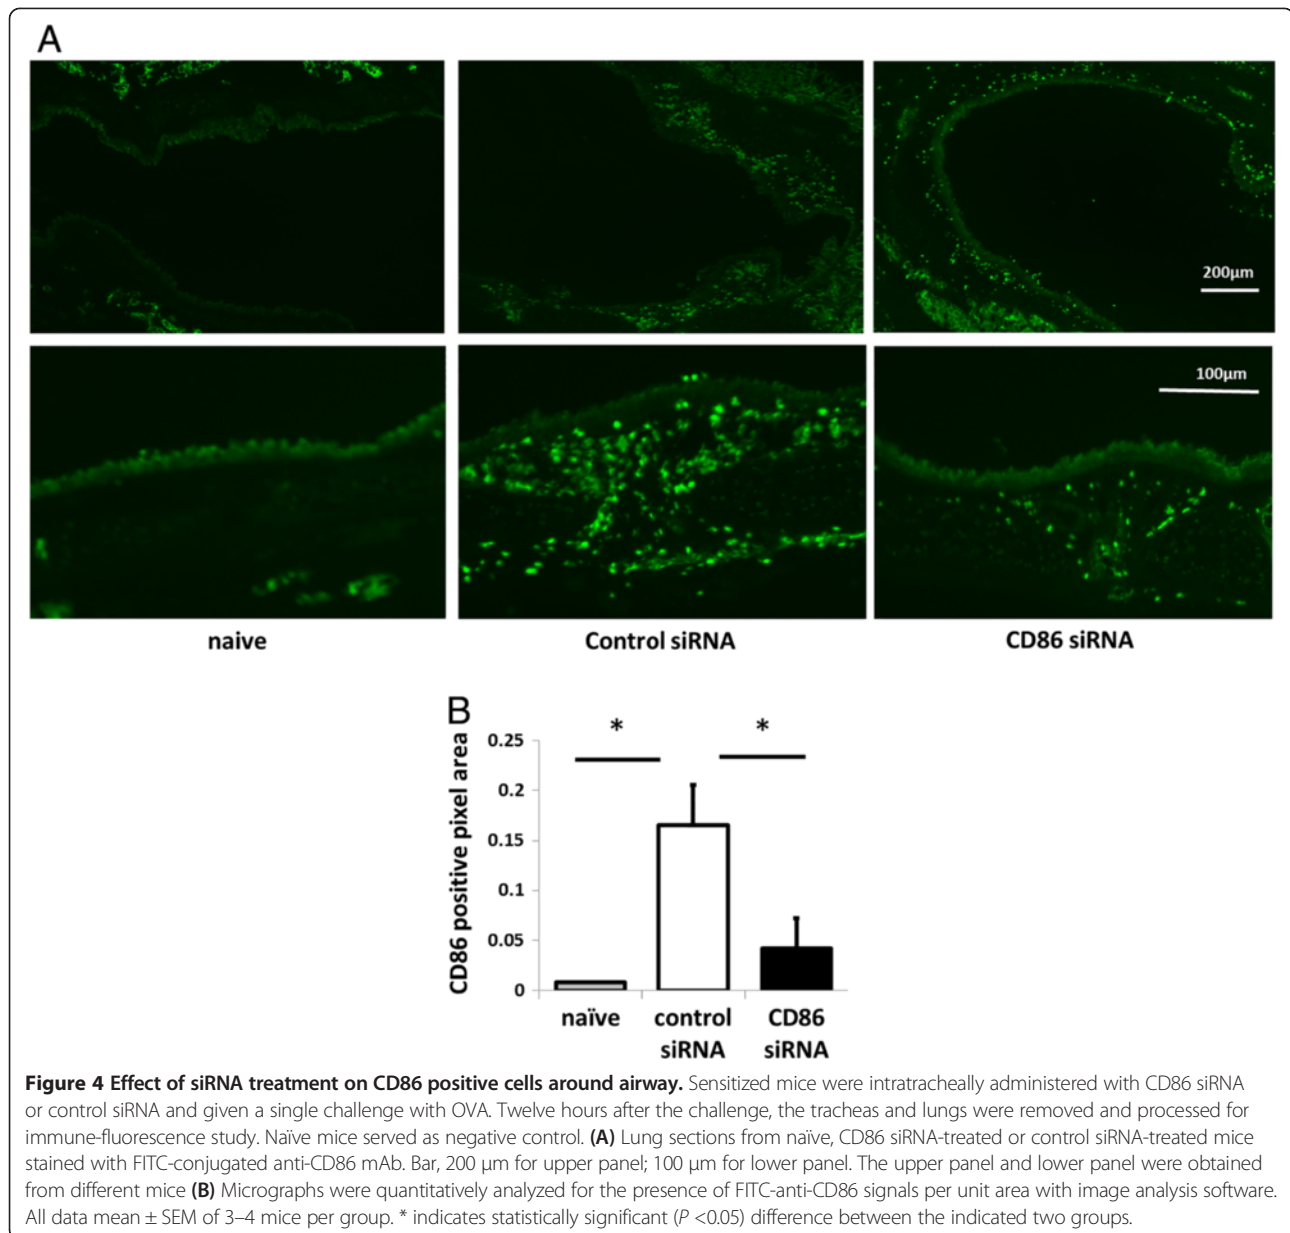 A
200µm
100µm
naive
Control siRNA
CD86 siRNA
B
CD86 positive pixel area
*
*
0.25
0.2
0.15
0.1
0.05
0
naïve
control
siRNA
CD86
siRNA
Figure 4 Effect of siRNA treatment on CD86 positive cells around airway. Sensitized mice were intratracheally administered with CD86 siRNA
or control siRNA and given a single challenge with OVA. Twelve hours after the challenge, the tracheas and lungs were removed and processed for
immune-fluorescence study. Naïve mice served as negative control. (A) Lung sections from naïve, CD86 siRNA-treated or control siRNA-treated mice
stained with FITC-conjugated anti-CD86 mAb. Bar, 200 µm for upper panel; 100 µm for lower panel. The upper panel and lower panel were obtained
from different mice (B) Micrographs were quantitatively analyzed for the presence of FITC-anti-CD86 signals per unit area with image analysis software.
All data mean ± SEM of 3–4 mice per group. * indicates statistically significant (P <0.05) difference between the indicated two groups.